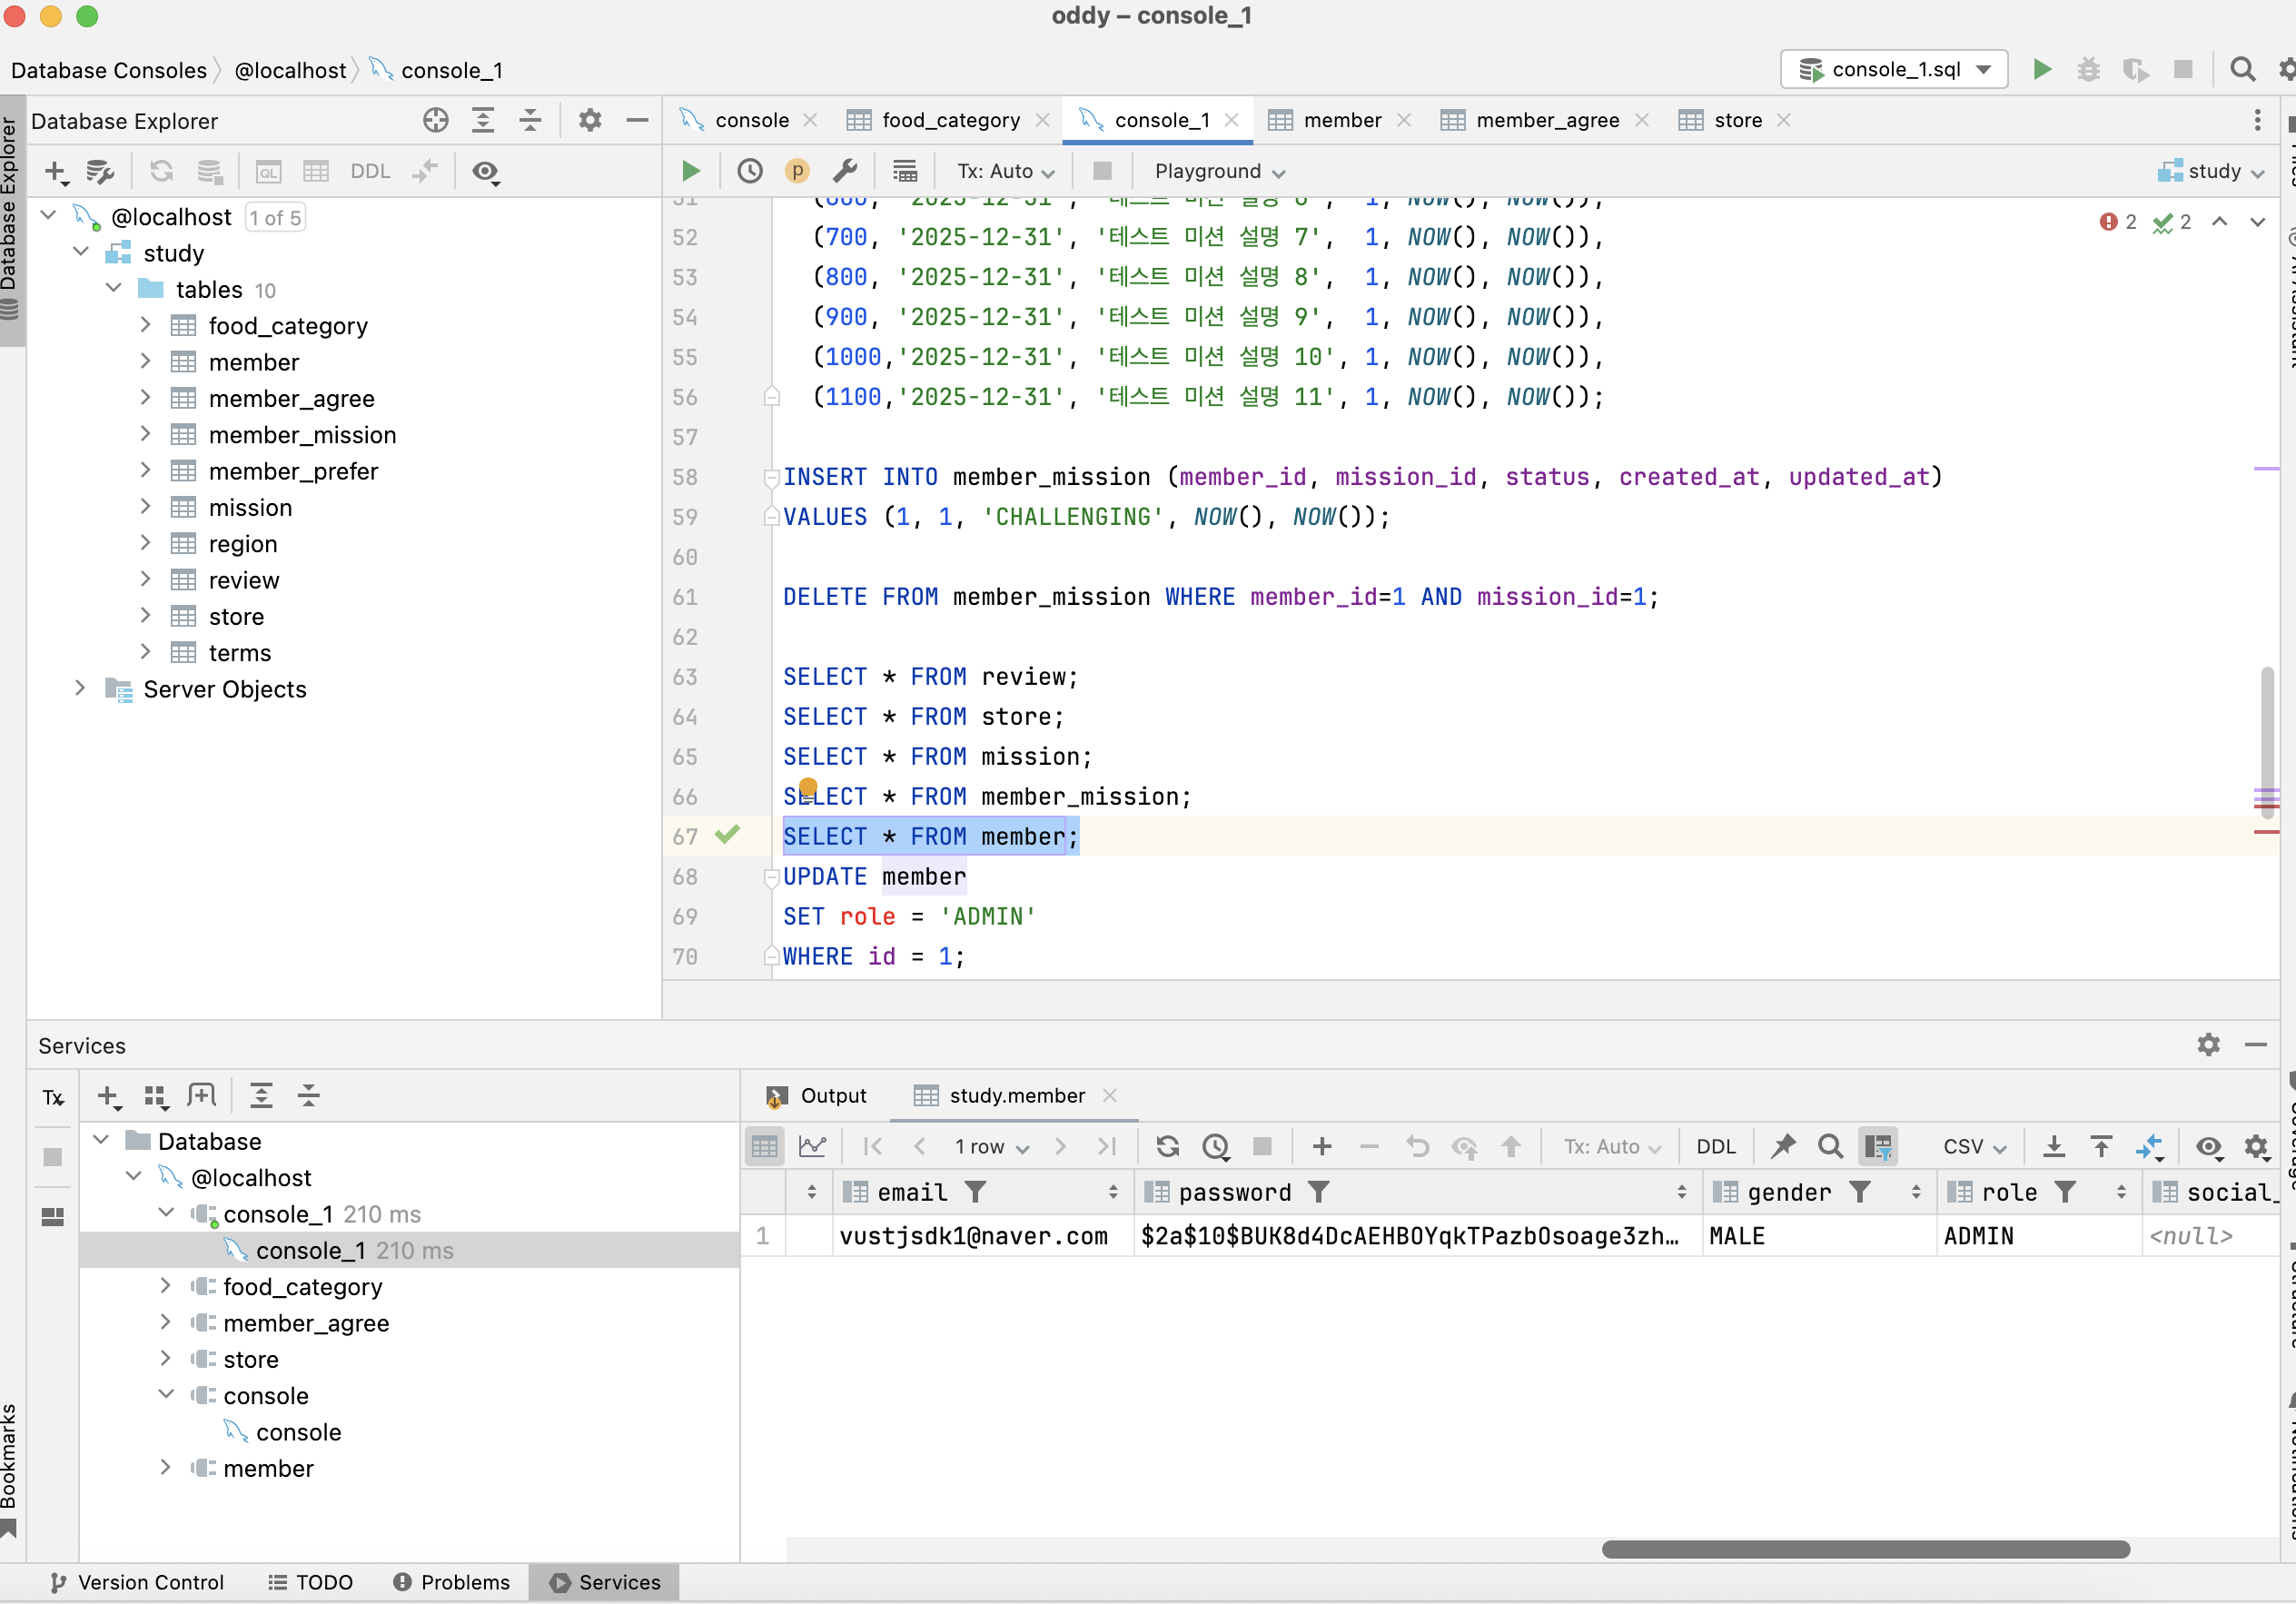 oddy – console_1
Database Consoles @localhost console_1
console_1.sql
Database Explorer
Database Explorer
console
food_category
console_1
member
member_agree
store
DDL
Tx: Auto
Playground
study
@localhost 1 of 5
study
tables 10
food_category
member
member_agree
member_mission
member_prefer
mission
region
review
store
terms
Server Objects
2 2
52 (700, '2025-12-31', '테스트 미션 설명 7', 1, NOW(), NOW()),
53 (800, '2025-12-31', '테스트 미션 설명 8', 1, NOW(), NOW()),
54 (900, '2025-12-31', '테스트 미션 설명 9', 1, NOW(), NOW()),
55 (1000,'2025-12-31', '테스트 미션 설명 10', 1, NOW(), NOW()),
56 (1100,'2025-12-31', '테스트 미션 설명 11', 1, NOW(), NOW());
57
58 INSERT INTO member_mission (member_id, mission_id, status, created_at, updated_at)
59 VALUES (1, 1, 'CHALLENGING', NOW(), NOW());
60
61 DELETE FROM member_mission WHERE member_id=1 AND mission_id=1;
62
63 SELECT * FROM review;
64 SELECT * FROM store;
65 SELECT * FROM mission;
66 SELECT * FROM member_mission;
67 SELECT * FROM member;
68 UPDATE member
69 SET role = 'ADMIN'
70 WHERE id = 1;
Services
Tx
Database
@localhost
console_1 210 ms
console_1 210 ms
food_category
member_agree
store
console
console
member
Output
study.member
1 row
Tx: Auto
DDL
CSV
email password gender role social_
1 vustjsdk1@naver.com $2a$10$BUK8d4DcAEHBOYqkTPazbOsoage3zh… MALE ADMIN <null>
Bookmarks
Version Control
TODO
Problems
Services